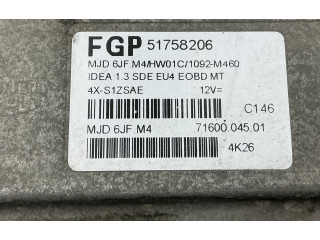 FGP 51758206
MJD 6JF.M4/HW01C/1092-M460
IDEA 1.3 SDE EU4 EOBD MT
4X-S1ZSAE 12V=
C146
MJD 6JF.M4 71600.045.01
4K26